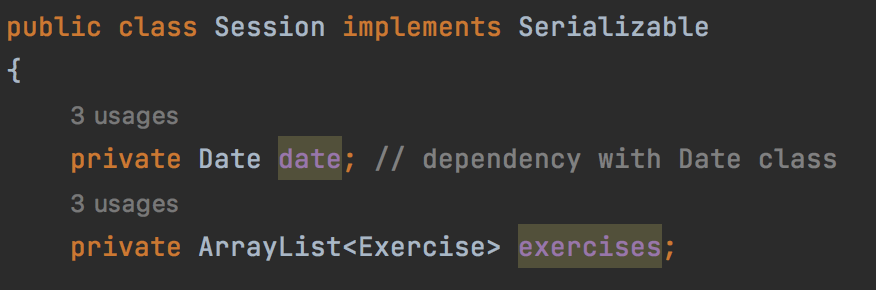 public class Session implements Serializable
{
3 usages
private Date date; // dependency with Date class
3 usages
private ArrayList<Exercise> exercises;